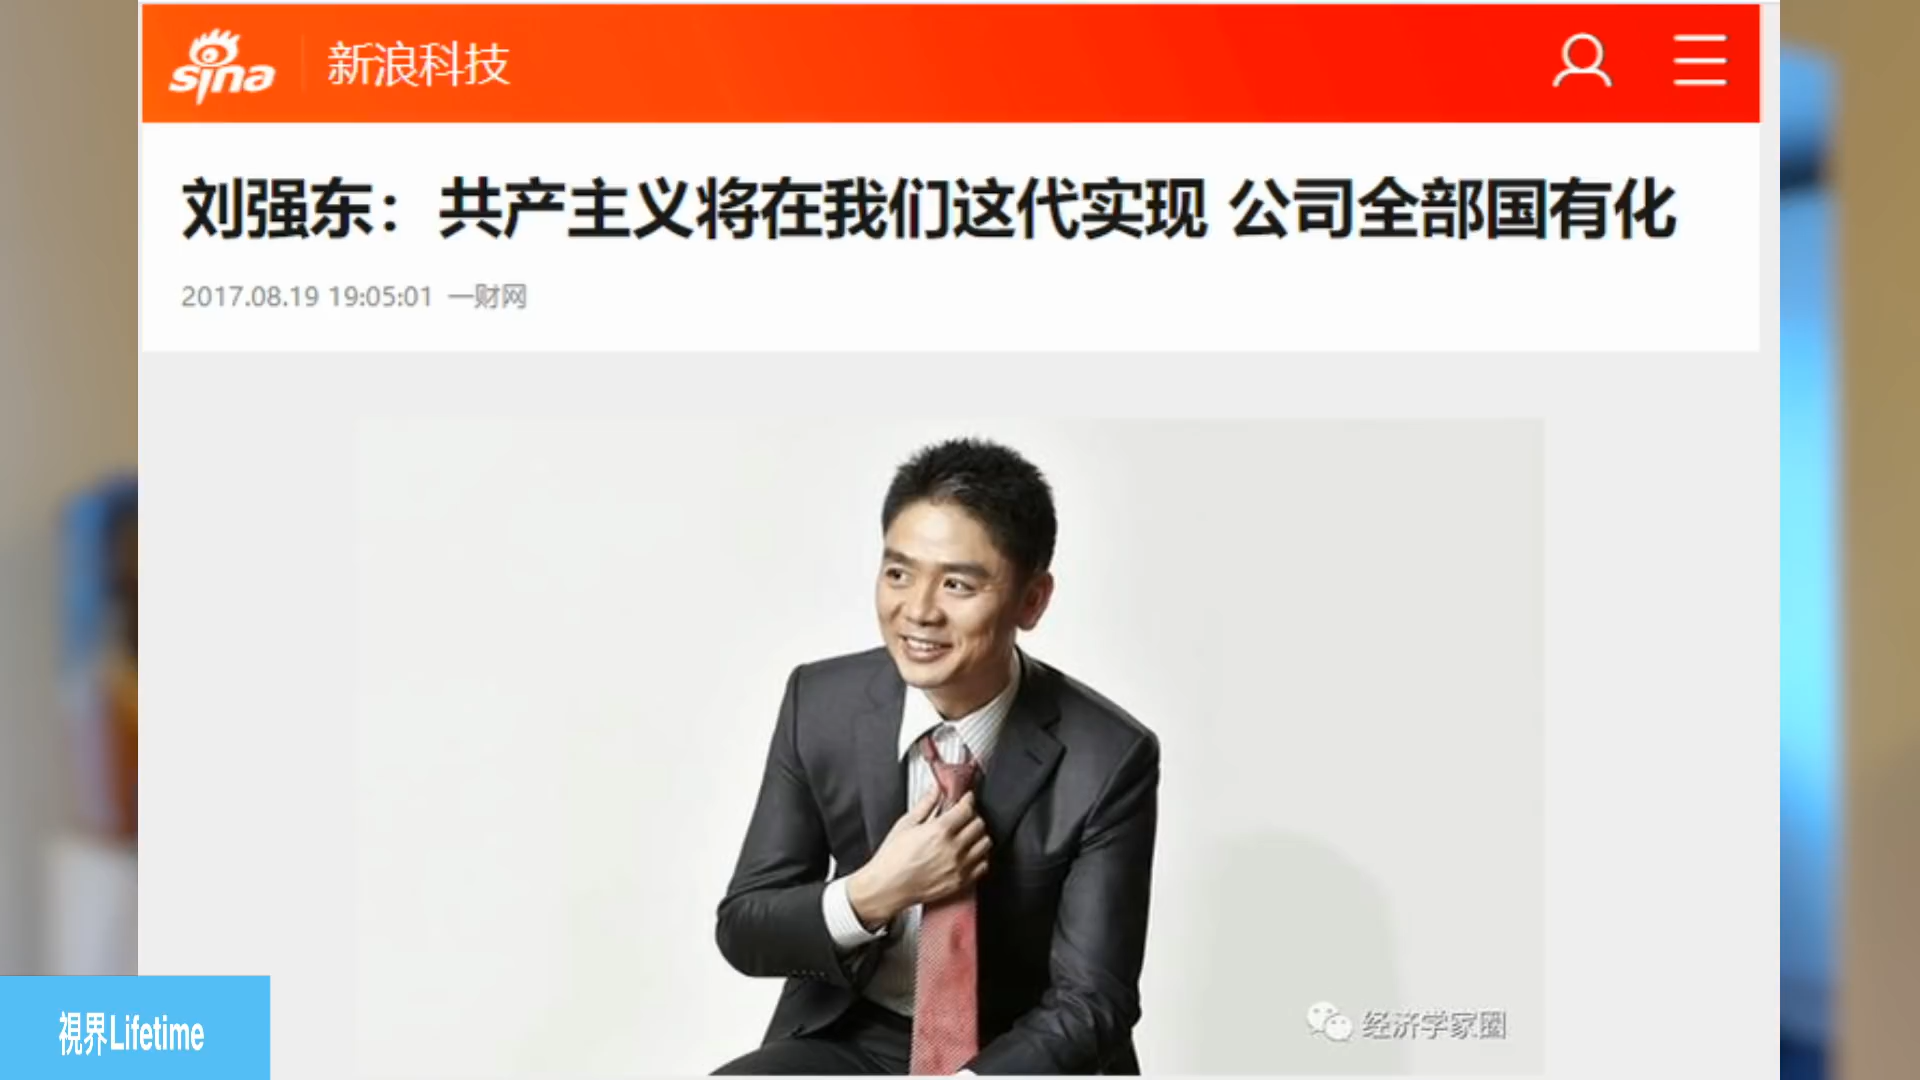 sina 新浪科技
刘强东：共产主义将在我们这代实现 公司全部国有化
2017.08.19 19:05:01 一财网
经济学家圈
視界Lifetime